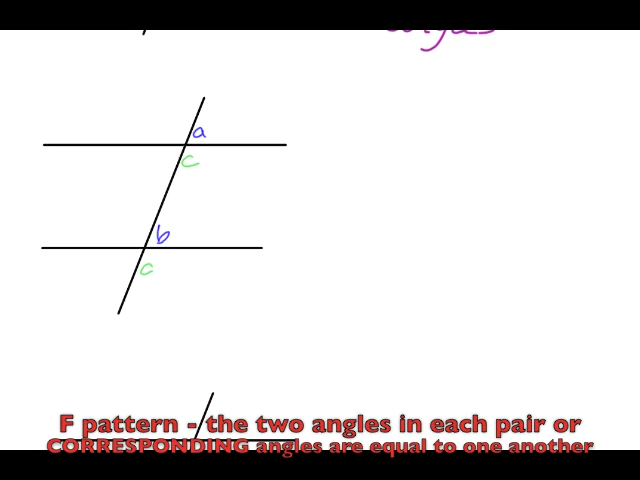 a
c
b
c
F pattern - the two angles in each pair or
CORRESPONDING angles are equal to one another